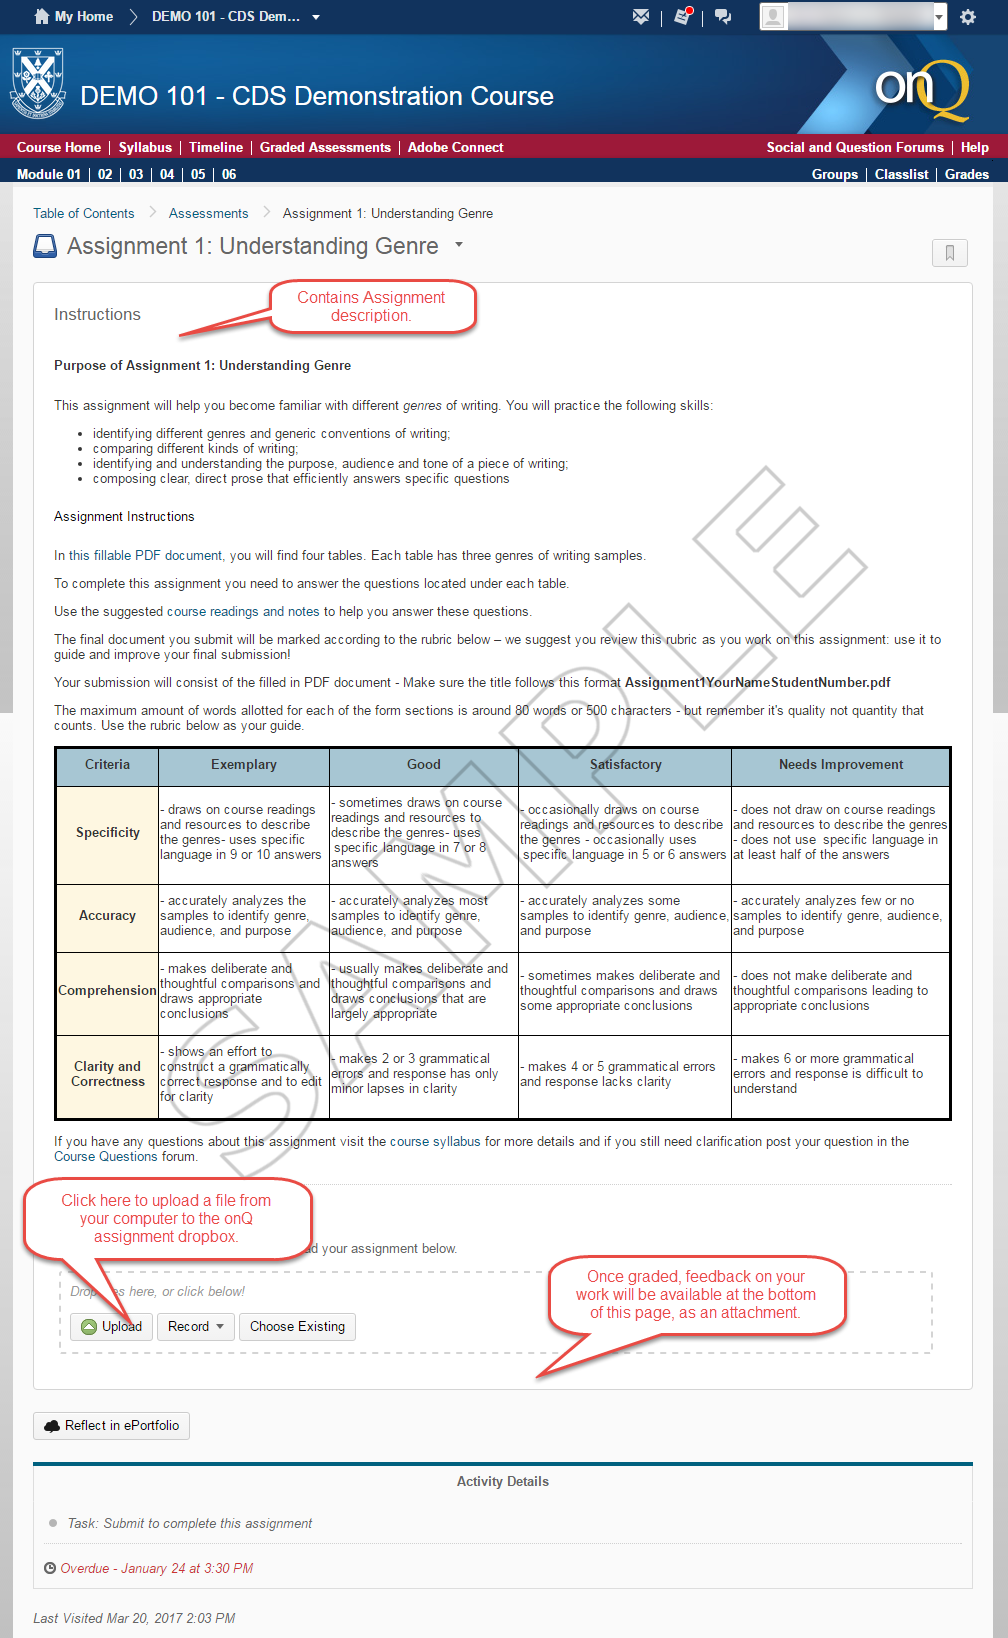 My Home
DEMO 101 - CDS Dem...
DEMO 101 - CDS Demonstration Course
onQ
Course Home | Syllabus | Timeline | Graded Assessments | Adobe Connect
Social and Question Forums | Help
Module 01 | 02 | 03 | 04 | 05 | 06
Groups | Classlist | Grades
Table of Contents
Assessments
Assignment 1: Understanding Genre
Assignment 1: Understanding Genre
Contains Assignment
description.
Instructions
Purpose of Assignment 1: Understanding Genre
This assignment will help you become familiar with different genres of writing. You will practice the following skills:
identifying different genres and generic conventions of writing;
comparing different kinds of writing;
identifying and understanding the purpose, audience and tone of a piece of writing;
composing clear, direct prose that efficiently answers specific questions
Assignment Instructions
In this fillable PDF document, you will find four tables. Each table has three genres of writing samples.
To complete this assignment you need to answer the questions located under each table.
Use the suggested course readings and notes to help you answer these questions.
The final document you submit will be marked according to the rubric below – we suggest you review this rubric as you work on this assignment: use it to
guide and improve your final submission!
Your submission will consist of the filled in PDF document - Make sure the title follows this format Assignment1YourNameStudentNumber.pdf
The maximum amount of words allotted for each of the form sections is around 80 words or 500 characters - but remember it's quality not quantity that
counts. Use the rubric below as your guide.
SAMPLE
Criteria
Exemplary
Good
Satisfactory
Needs Improvement
Specificity
- draws on course readings
and resources to describe
the genres- uses specific
language in 9 or 10 answers
- sometimes draws on course
readings and resources to
describe the genres- uses
specific language in 7 or 8
answers
- occasionally draws on course
readings and resources to
describe the genres - occasionally uses
specific language in 5 or 6 answers
- does not draw on course readings
and resources to describe the genres
- does not use specific language in
at least half of the answers
Accuracy
- accurately analyzes the
samples to identify genre,
audience, and purpose
- accurately analyzes most
samples to identify genre,
audience, and purpose
- accurately analyzes some
samples to identify genre, audience,
and purpose
- accurately analyzes few or no
samples to identify genre, audience,
and purpose
Comprehension
- makes deliberate and
thoughtful comparisons and
draws appropriate
conclusions
- usually makes deliberate and
thoughtful comparisons and
draws conclusions that are
largely appropriate
- sometimes makes deliberate and
thoughtful comparisons and draws
some appropriate conclusions
- does not make deliberate and
thoughtful comparisons leading to
appropriate conclusions
Clarity and
Correctness
- shows an effort to
construct a grammatically
correct response and to edit
for clarity
- makes 2 or 3 grammatical
errors and response has only
minor lapses in clarity
- makes 4 or 5 grammatical errors
and response lacks clarity
- makes 6 or more grammatical
errors and response is difficult to
understand
If you have any questions about this assignment visit the course syllabus for more details and if you still need clarification post your question in the
Course Questions forum.
Click here to upload a file from
your computer to the onQ
assignment dropbox.
your assignment below.
Once graded, feedback on your
work will be available at the bottom
of this page, as an attachment.
here, or click below!
Upload
Record
Choose Existing
Reflect in ePortfolio
Activity Details
Task: Submit to complete this assignment
Overdue - January 24 at 3:30 PM
Last Visited Mar 20, 2017 2:03 PM